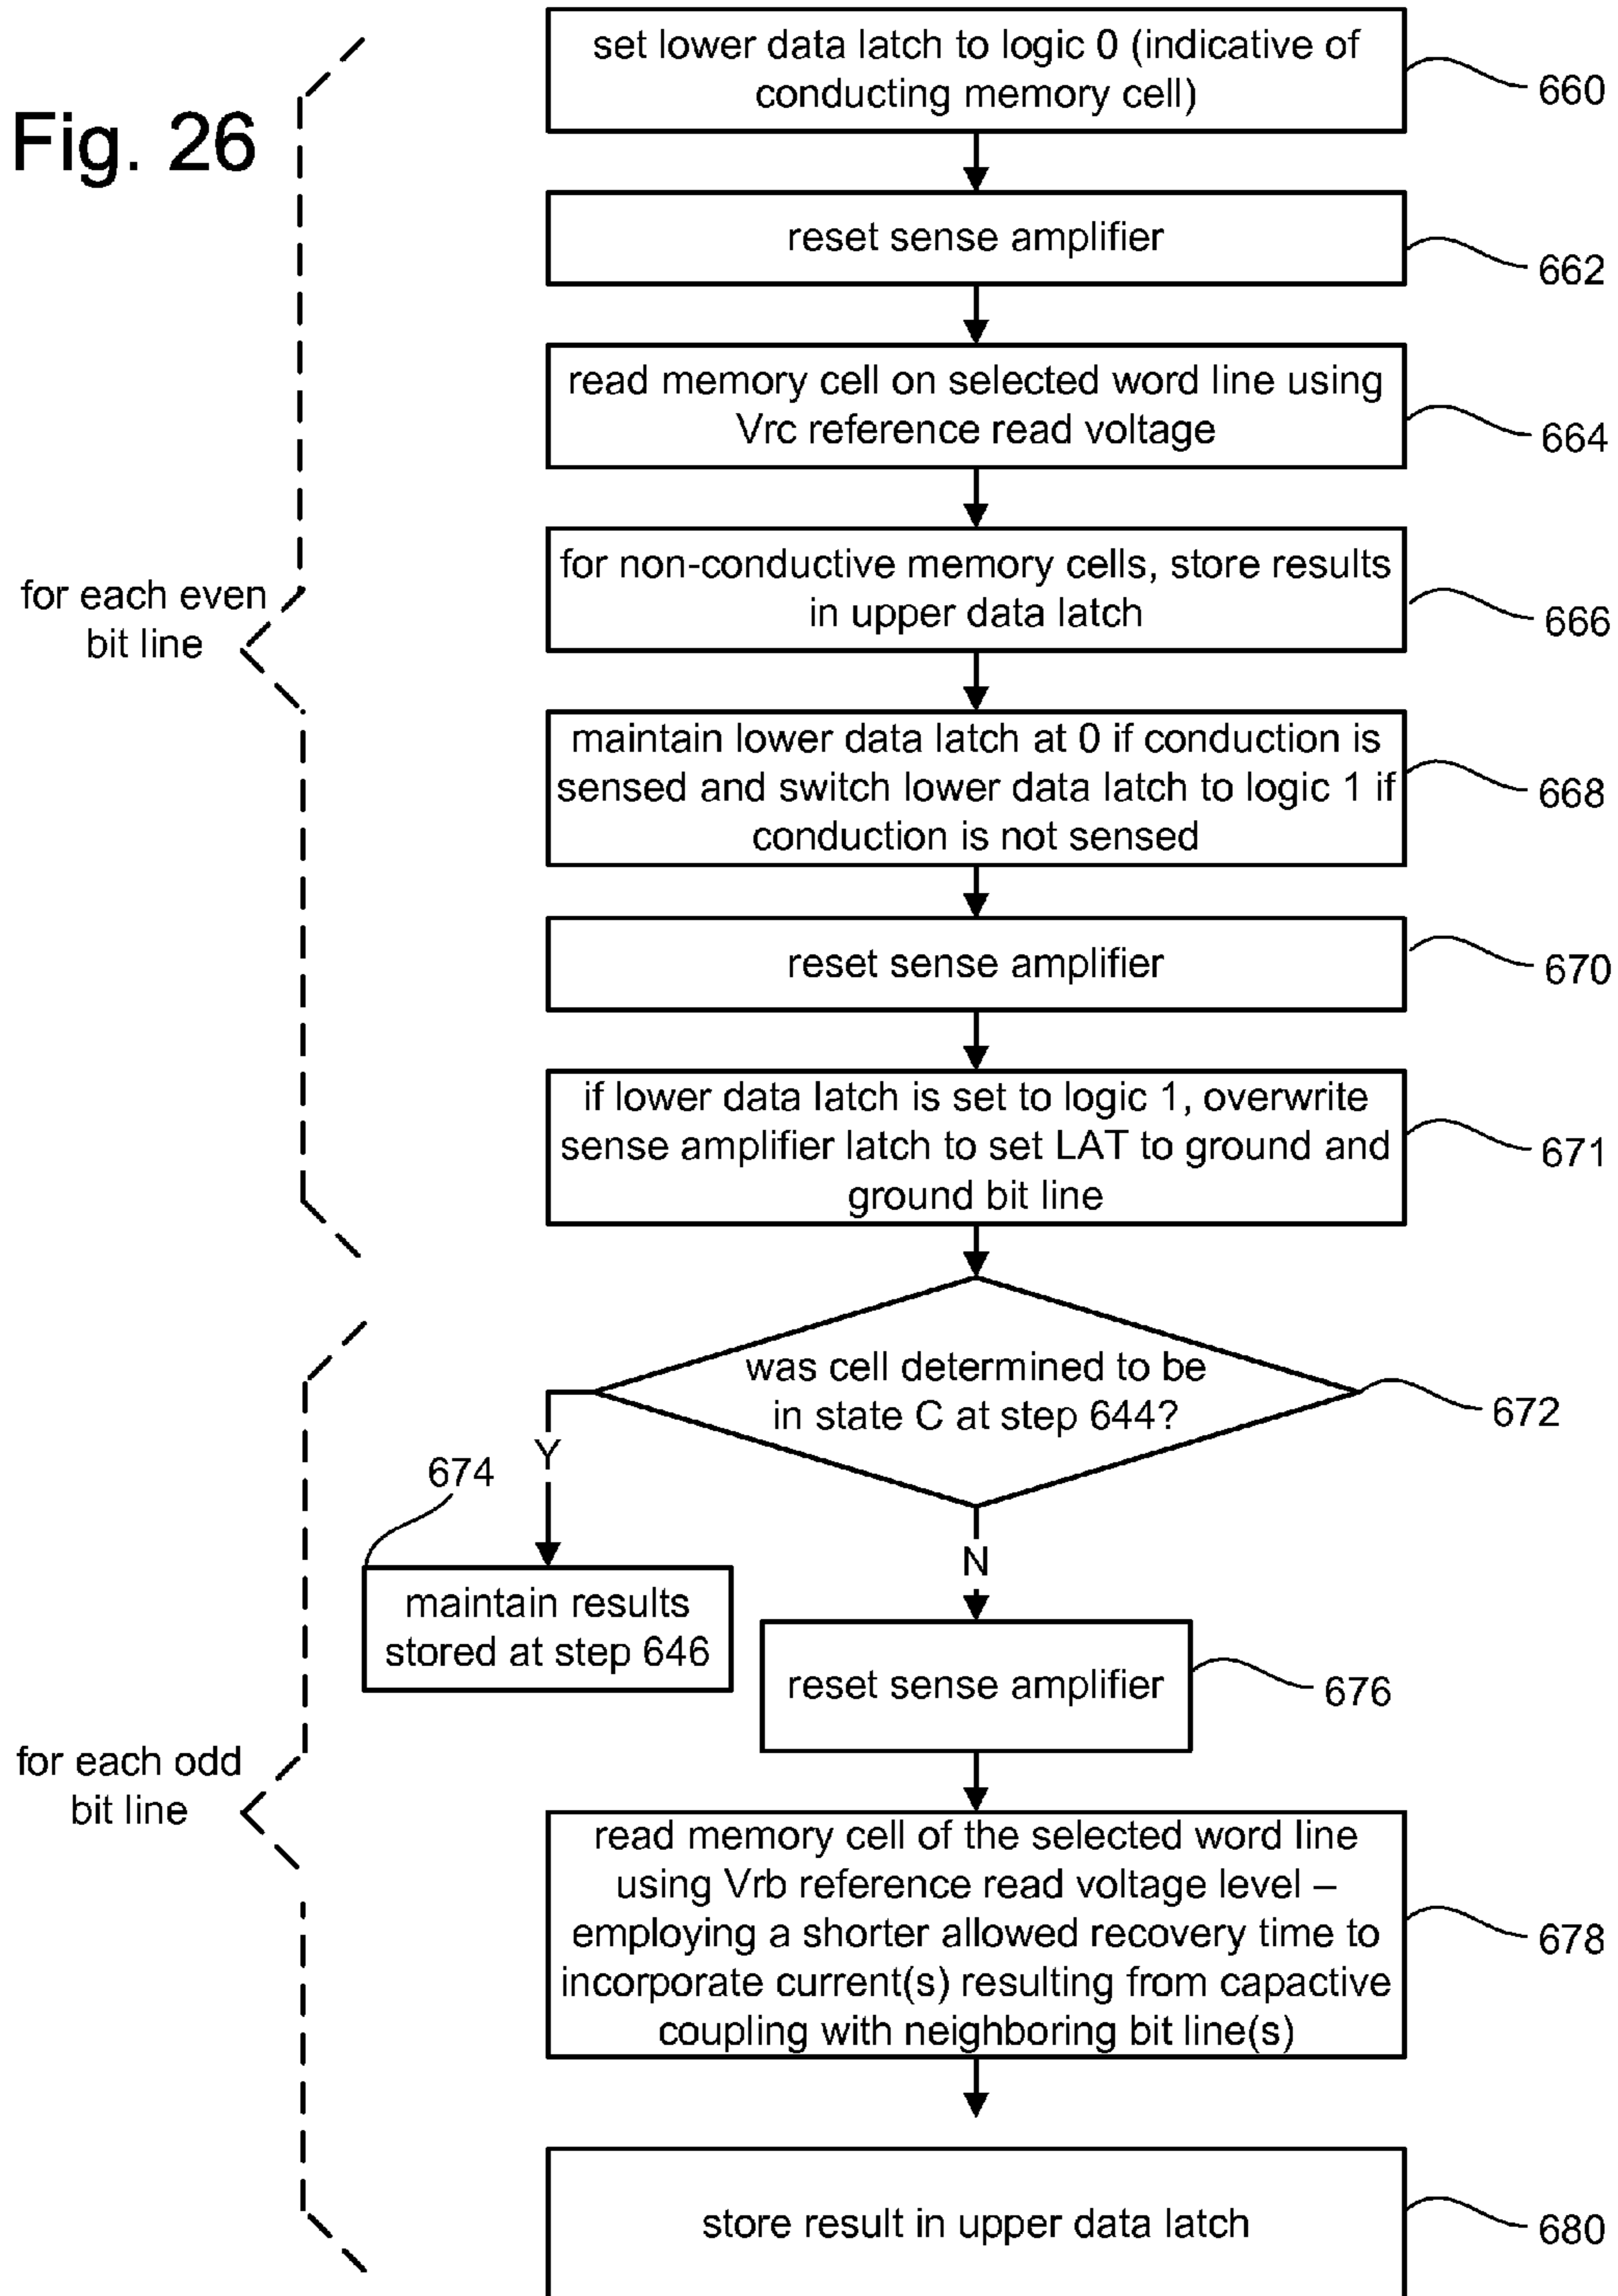 Fig. 26
set lower data latch to logic 0 (indicative of
conducting memory cell)
660
reset sense amplifier
662
read memory cell on selected word line using
Vrc reference read voltage
664
for each even
bit line
for non-conductive memory cells, store results
in upper data latch
666
maintain lower data latch at 0 if conduction is
sensed and switch lower data latch to logic 1 if
conduction is not sensed
668
reset sense amplifier
670
if lower data latch is set to logic 1, overwrite
sense amplifier latch to set LAT to ground and
ground bit line
671
was cell determined to be
in state C at step 644?
672
Y
674
maintain results
stored at step 646
N
reset sense amplifier
676
for each odd
bit line
read memory cell of the selected word line
using Vrb reference read voltage level –
employing a shorter allowed recovery time to
incorporate current(s) resulting from capactive
coupling with neighboring bit line(s)
678
store result in upper data latch
680